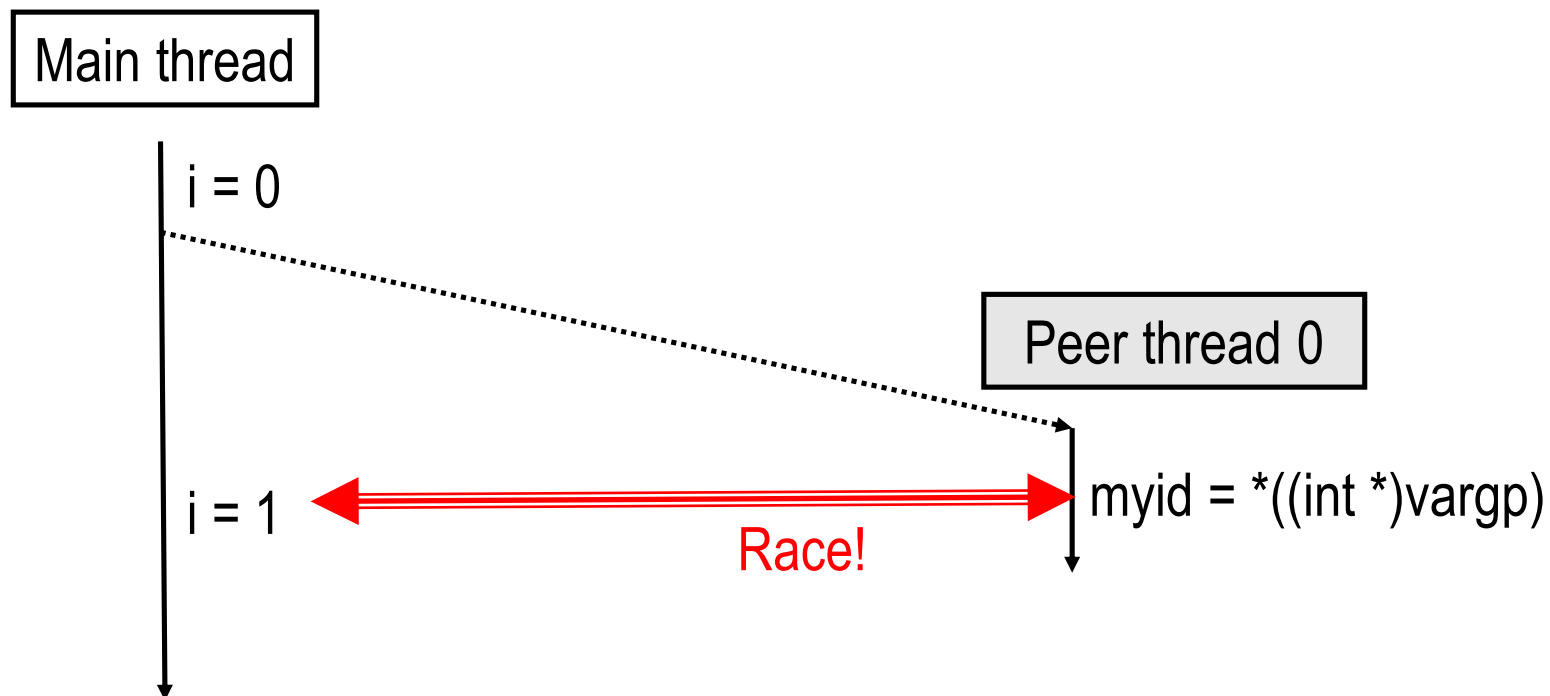 Main thread
i = 0
Peer thread 0
i = 1
myid = *((int *)vargp)
Race!